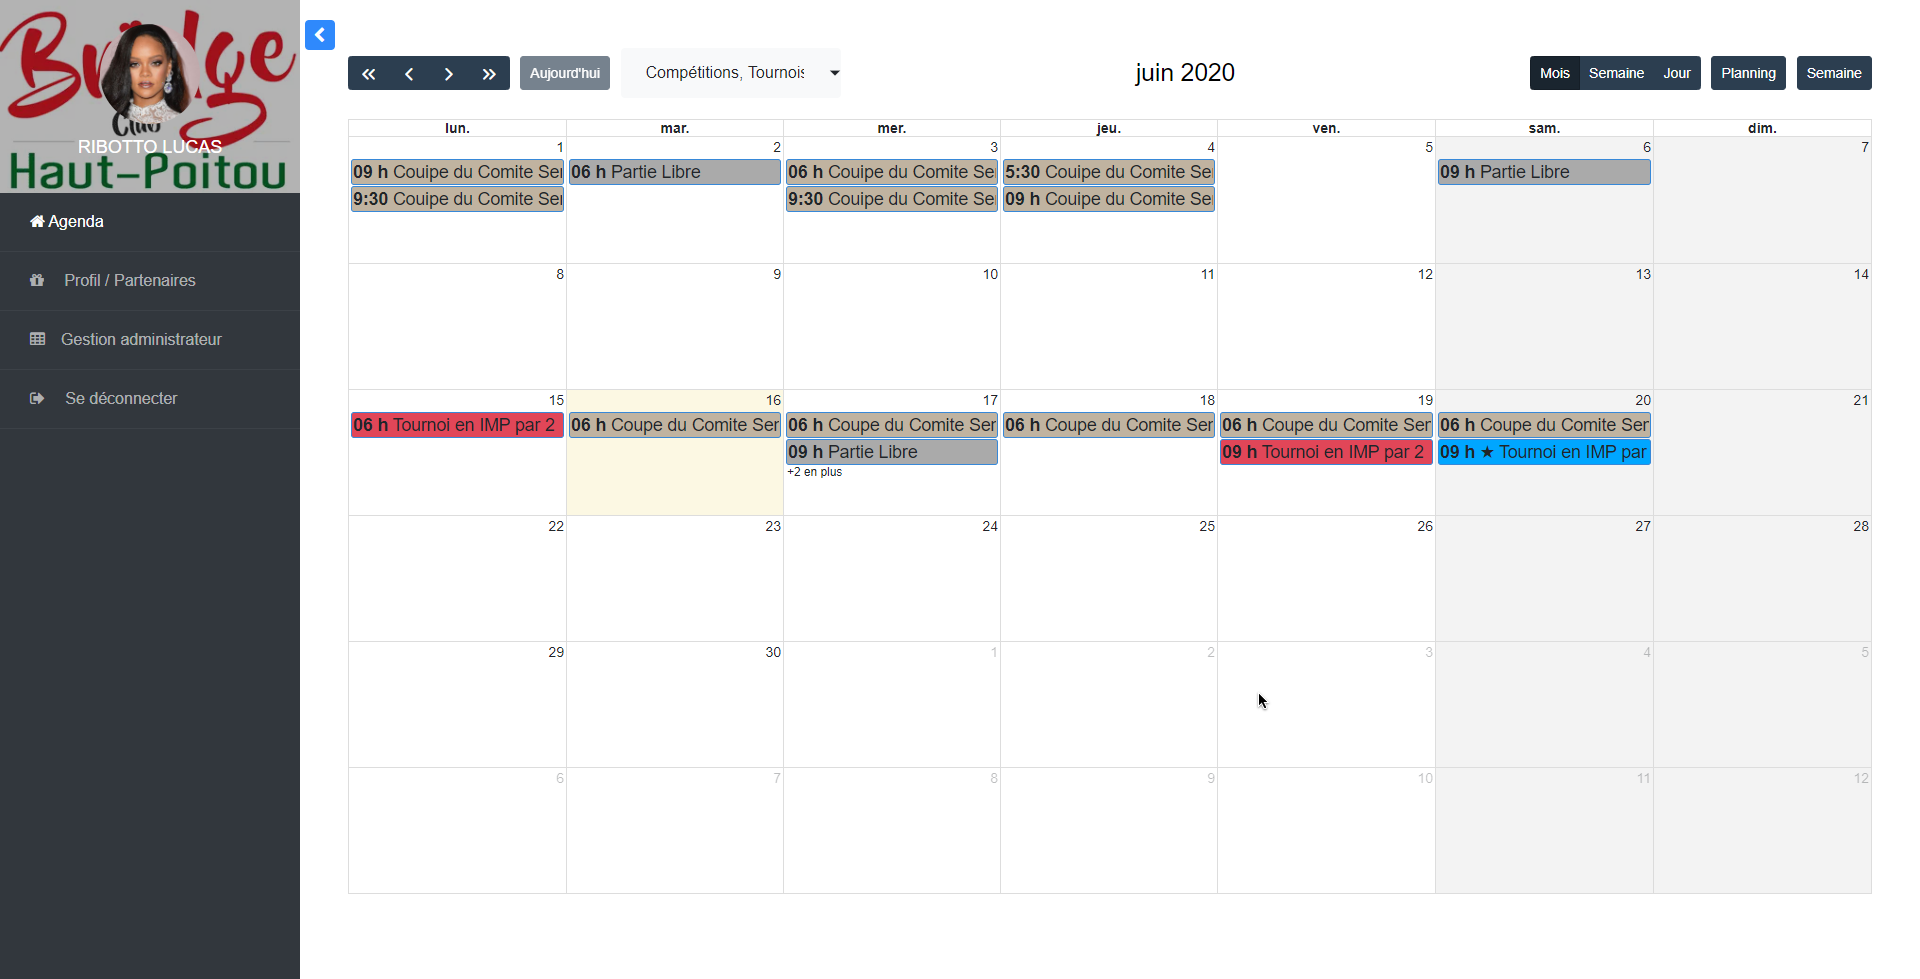 Bridge
Club
RIBOTTO LUCAS
Haut-Poitou
Agenda
Profil / Partenaires
Gestion administrateur
Se déconnecter
Aujourd'hui
Compétitions, Tournois
juin 2020
Mois Semaine Jour Planning Semaine
lun. mar. mer. jeu. ven. sam. dim.
1 2 3 4 5 6 7
09 h Couipe du Comite Ser
9:30 Couipe du Comite Ser
06 h Partie Libre
06 h Couipe du Comite Se
9:30 Couipe du Comite Se
5:30 Couipe du Comite Se
09 h Couipe du Comite Se
09 h Partie Libre
8 9 10 11 12 13 14
15 16 17 18 19 20 21
06 h Tournoi en IMP par 2
06 h Coupe du Comite Ser
06 h Coupe du Comite Ser
09 h Partie Libre
+2 en plus
06 h Coupe du Comite Ser
06 h Coupe du Comite Ser
09 h Tournoi en IMP par 2
06 h Coupe du Comite Ser
09 h ★ Tournoi en IMP par
22 23 24 25 26 27 28
29 30 1 2 3 4 5
6 7 8 9 10 11 12